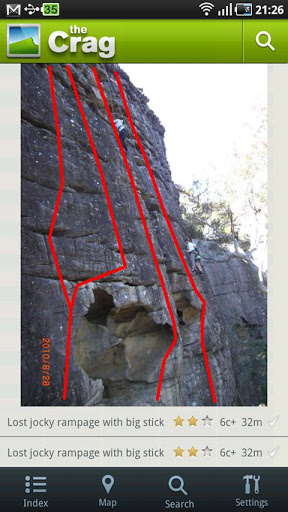 35
21:26
the
Crag
2010/8/28
Lost jocky rampage with big stick 6c+ 32m
Lost jocky rampage with big stick 6c+ 32m
Index Map Search Settings